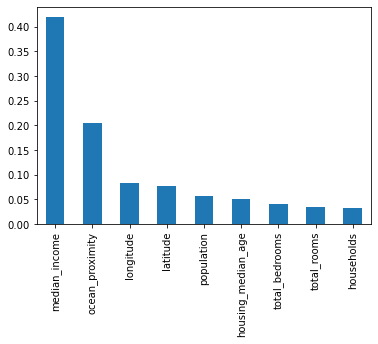 0.40
0.35
0.30
0.25
0.20
0.15
0.10
0.05
0.00
median_income
ocean_proximity
longitude
latitude
population
housing_median_age
total_bedrooms
total_rooms
households